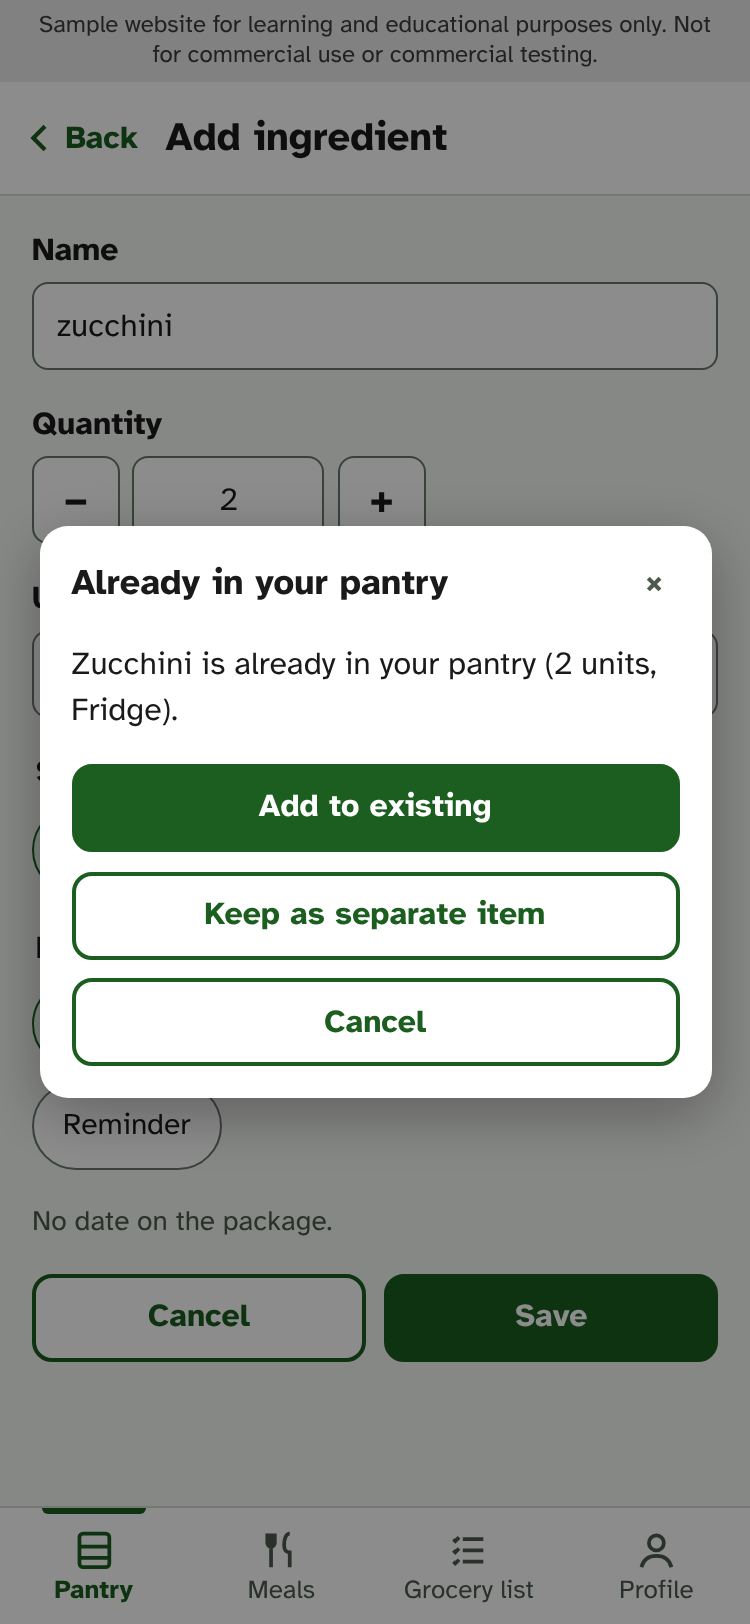 Sample website for learning and educational purposes only. Not
for commercial use or commercial testing.
Back Add ingredient
Name
zucchini
Quantity
− 2 +
Already in your pantry ×
Zucchini is already in your pantry (2 units,
Fridge).
Add to existing
Keep as separate item
Cancel
Reminder
No date on the package.
Cancel Save
Pantry Meals Grocery list Profile